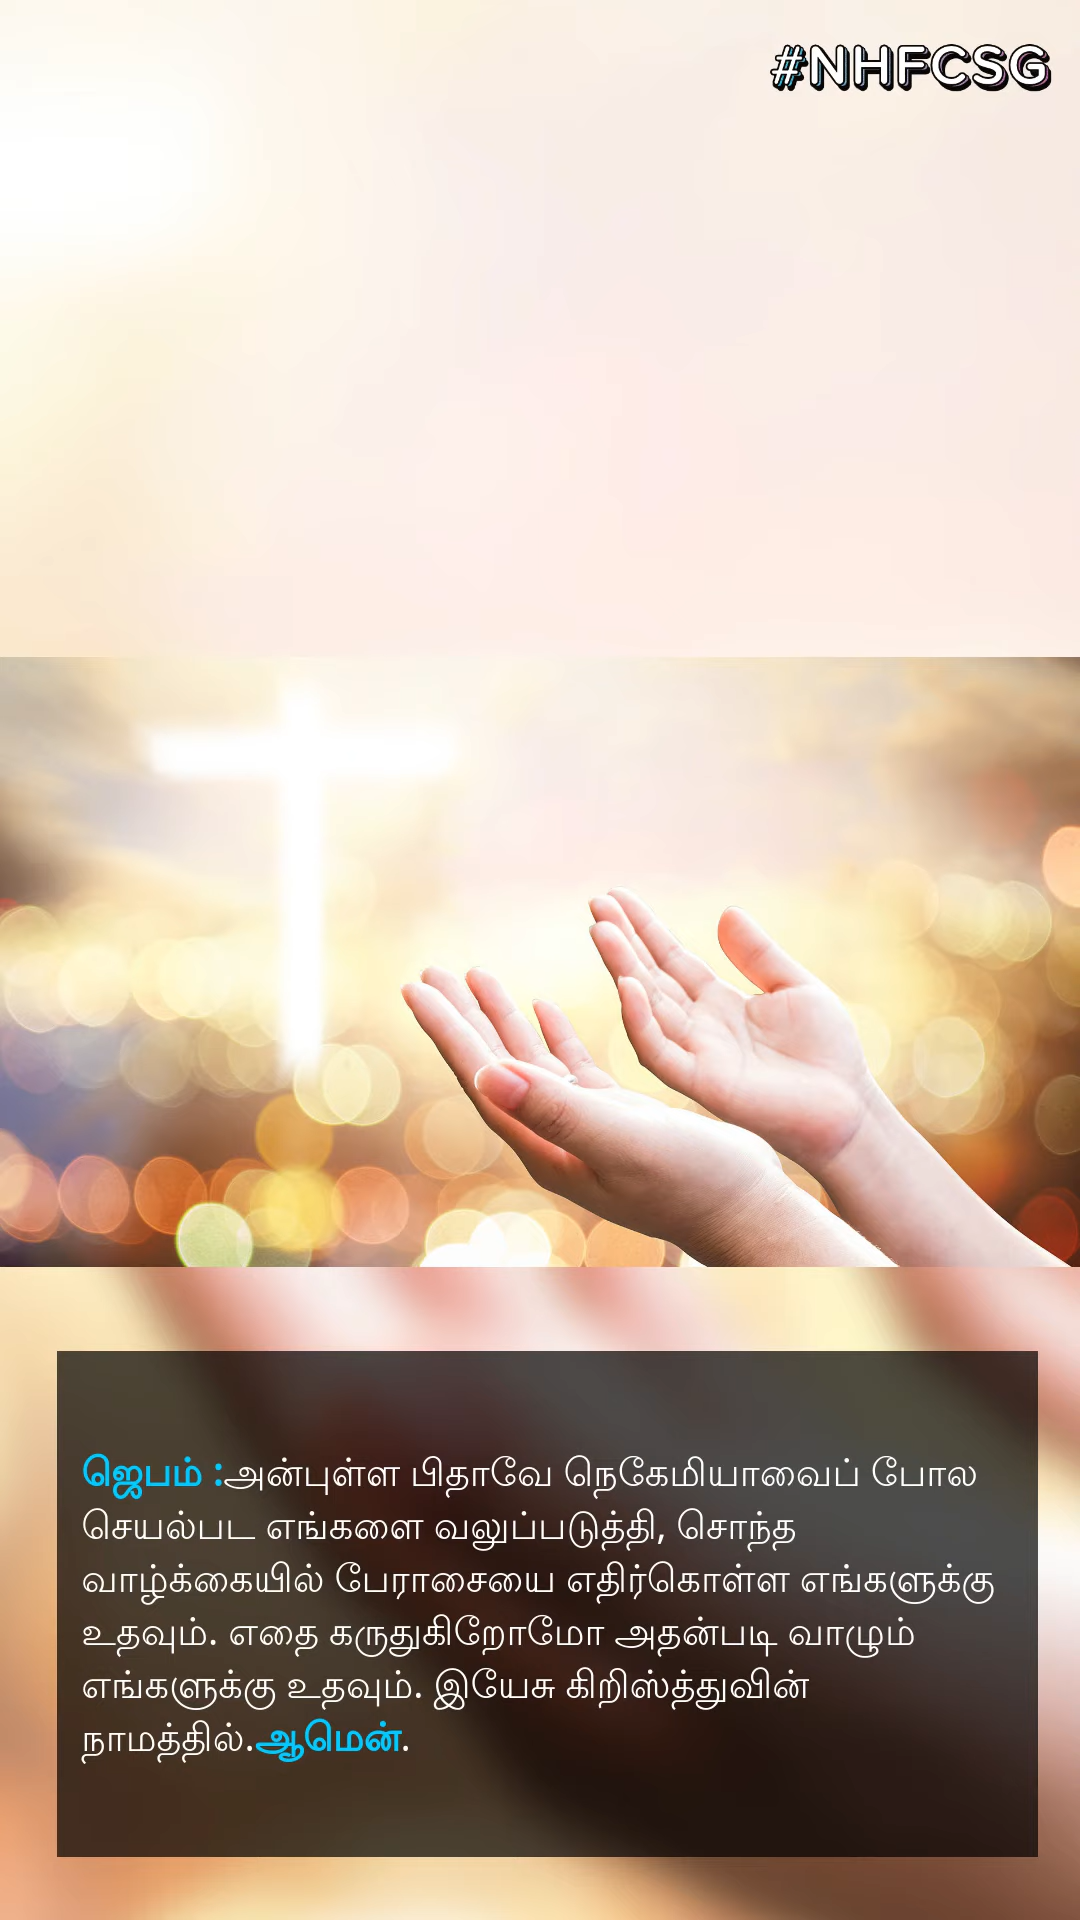 #NHFCSG
ஜெபம் :அன்புள்ள பிதாவே நெகேமியாவைப் போல
செயல்பட எங்களை வலுப்படுத்தி, சொந்த
வாழ்க்கையில் பேராசையை எதிர்கொள்ள எங்களுக்கு
உதவும். எதை கருதுகிறோமோ அதன்படி வாழும்
எங்களுக்கு உதவும். இயேசு கிறிஸ்த்துவின்
நாமத்தில்.ஆமென்.